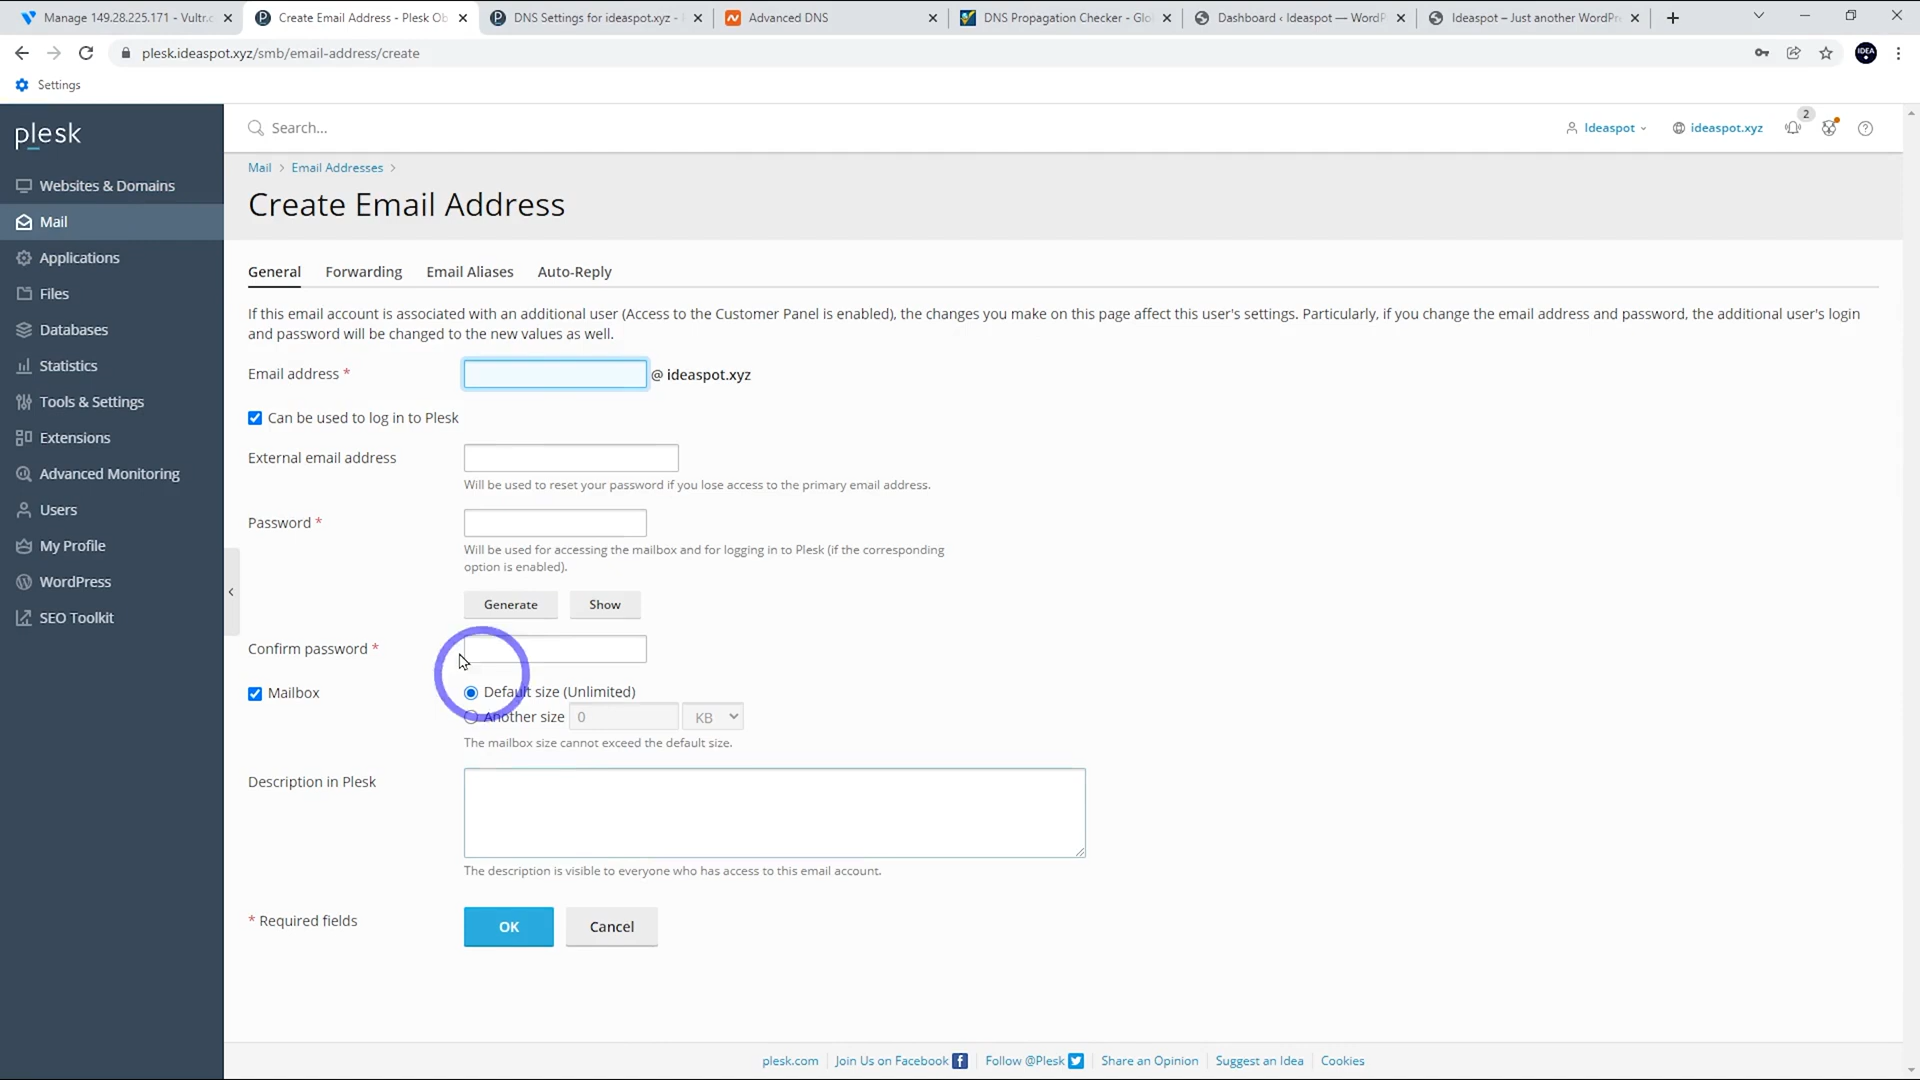 Manage 149.28.225.171 - Vultr.c
Create Email Address - Plesk Ob
DNS Settings for ideaspot.xyz -
Advanced DNS
DNS Propagation Checker - Glo
Dashboard ‹ Ideaspot — WordP
Ideaspot – Just another WordPr
plesk.ideaspot.xyz/smb/email-address/create
IDEA
Settings
plesk
Search...
Ideaspot
ideaspot.xyz
2
Websites & Domains
Mail
Applications
Files
Databases
Statistics
Tools & Settings
Extensions
Advanced Monitoring
Users
My Profile
WordPress
SEO Toolkit
Mail > Email Addresses >
Create Email Address
General Forwarding Email Aliases Auto-Reply
If this email account is associated with an additional user (Access to the Customer Panel is enabled), the changes you make on this page affect this user's settings. Particularly, if you change the email address and password, the additional user's login
and password will be changed to the new values as well.
Email address * @ ideaspot.xyz
Can be used to log in to Plesk
External email address
Will be used to reset your password if you lose access to the primary email address.
Password *
Will be used for accessing the mailbox and for logging in to Plesk (if the corresponding
option is enabled).
Generate Show
Confirm password *
Mailbox Default size (Unlimited)
Another size 0 KB
The mailbox size cannot exceed the default size.
Description in Plesk
The description is visible to everyone who has access to this email account.
* Required fields OK Cancel
plesk.com Join Us on Facebook Follow @Plesk Share an Opinion Suggest an Idea Cookies